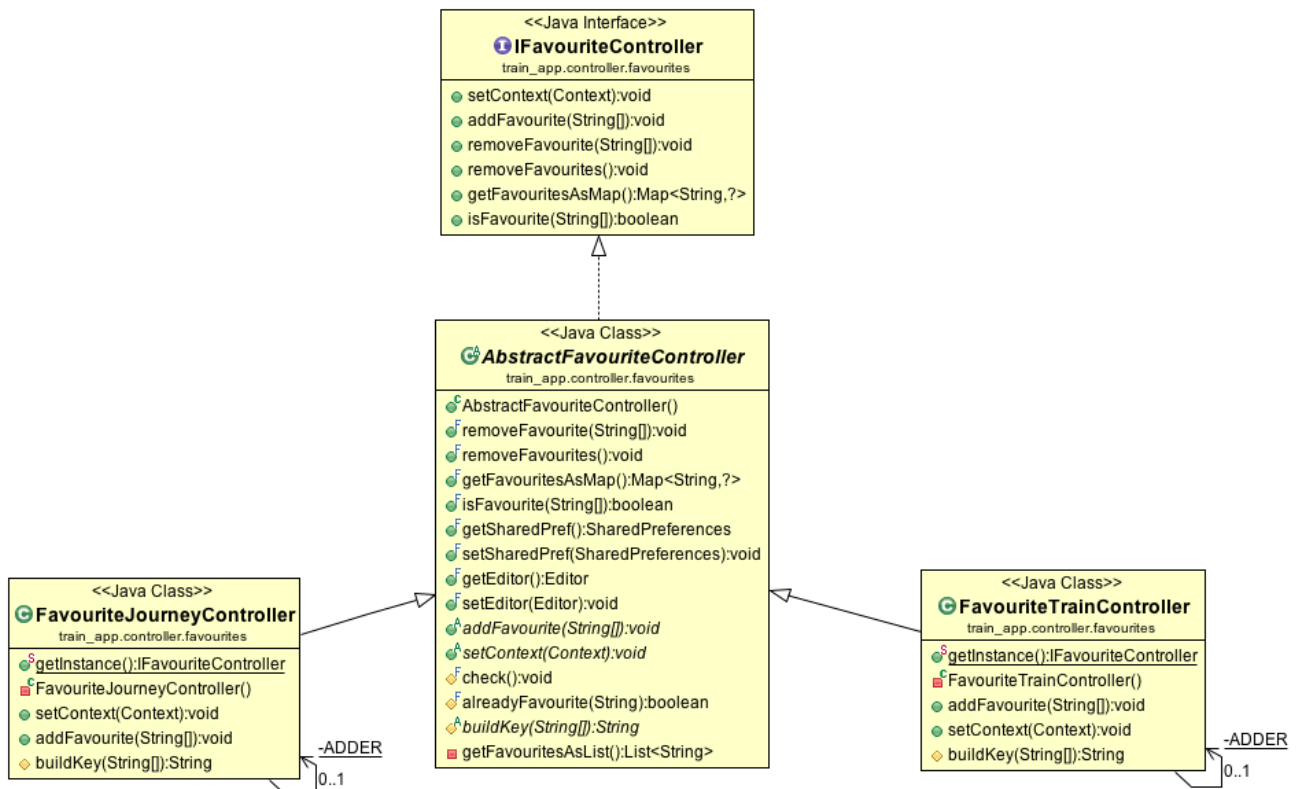 <<Java Interface>>
IFavouriteController
train_app.controller.favourites
setContext(Context):void
addFavourite(String[]):void
removeFavourite(String[]):void
removeFavourites():void
getFavouritesAsMap():Map<String,?>
isFavourite(String[]):boolean
<<Java Class>>
AbstractFavouriteController
train_app.controller.favourites
AbstractFavouriteController()
removeFavourite(String[]):void
removeFavourites():void
getFavouritesAsMap():Map<String,?>
isFavourite(String[]):boolean
getSharedPref():SharedPreferences
setSharedPref(SharedPreferences):void
getEditor():Editor
setEditor(Editor):void
addFavourite(String[]):void
setContext(Context):void
check():void
alreadyFavourite(String):boolean
buildKey(String[]):String
getFavouritesAsList():List<String>
<<Java Class>>
FavouriteJourneyController
train_app.controller.favourites
getInstance():IFavouriteController
FavouriteJourneyController()
setContext(Context):void
addFavourite(String[]):void
buildKey(String[]):String
-ADDER
0..1
<<Java Class>>
FavouriteTrainController
train_app.controller.favourites
getInstance():IFavouriteController
FavouriteTrainController()
addFavourite(String[]):void
setContext(Context):void
buildKey(String[]):String
-ADDER
0..1